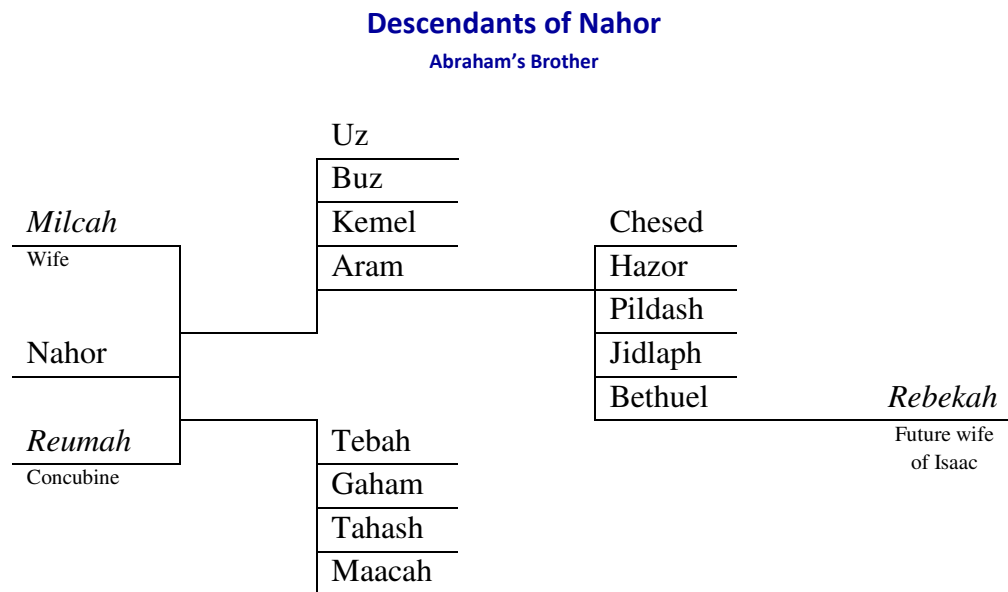 Descendants of Nahor
Abraham’s Brother
Uz
Buz
Milcah
Kemel
Chesed
Wife
Aram
Hazor
Pildash
Nahor
Jidlaph
Bethuel
Rebekah
Reumah
Tebah
Future wife
of Isaac
Concubine
Gaham
Tahash
Maacah